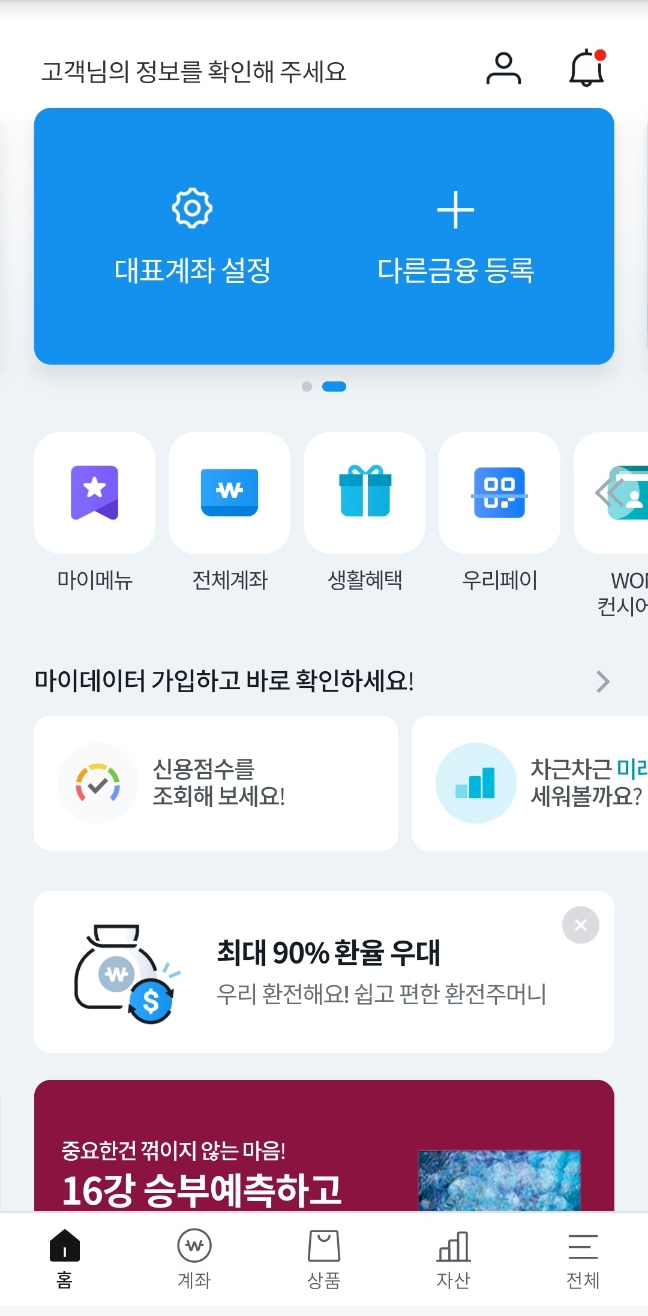 고객님의 정보를 확인해 주세요
대표계좌 설정
다른금융 등록
마이메뉴
전체계좌
생활혜택
우리페이
WO
컨시어
마이데이터 가입하고 바로 확인하세요!
신용점수를
조회해 보세요!
차근차근 미래
세워볼까요?
최대 90% 환율 우대
우리 환전해요! 쉽고 편한 환전주머니
중요한건 꺾이지 않는 마음!
16강 승부예측하고
홈
계좌
상품
자산
전체